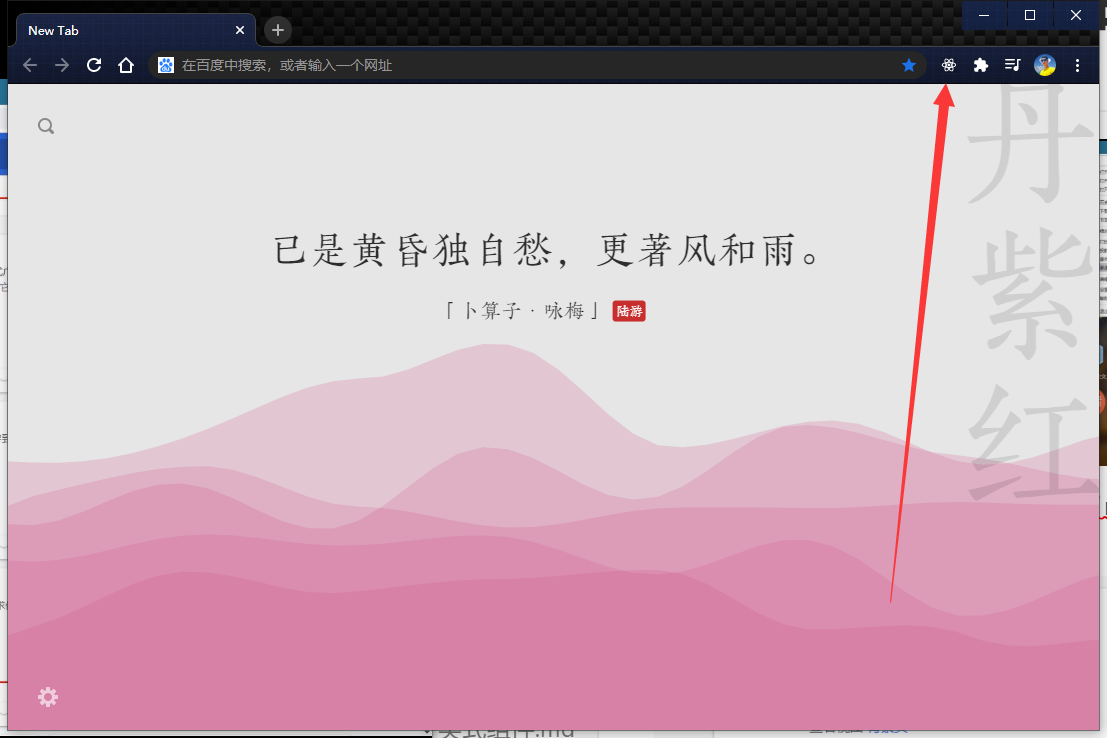 New Tab
在百度中搜索，或者输入一个网址
已是黄昏独自愁，更著风和雨。
「卜算子 · 咏梅」 陆游
丹紫红